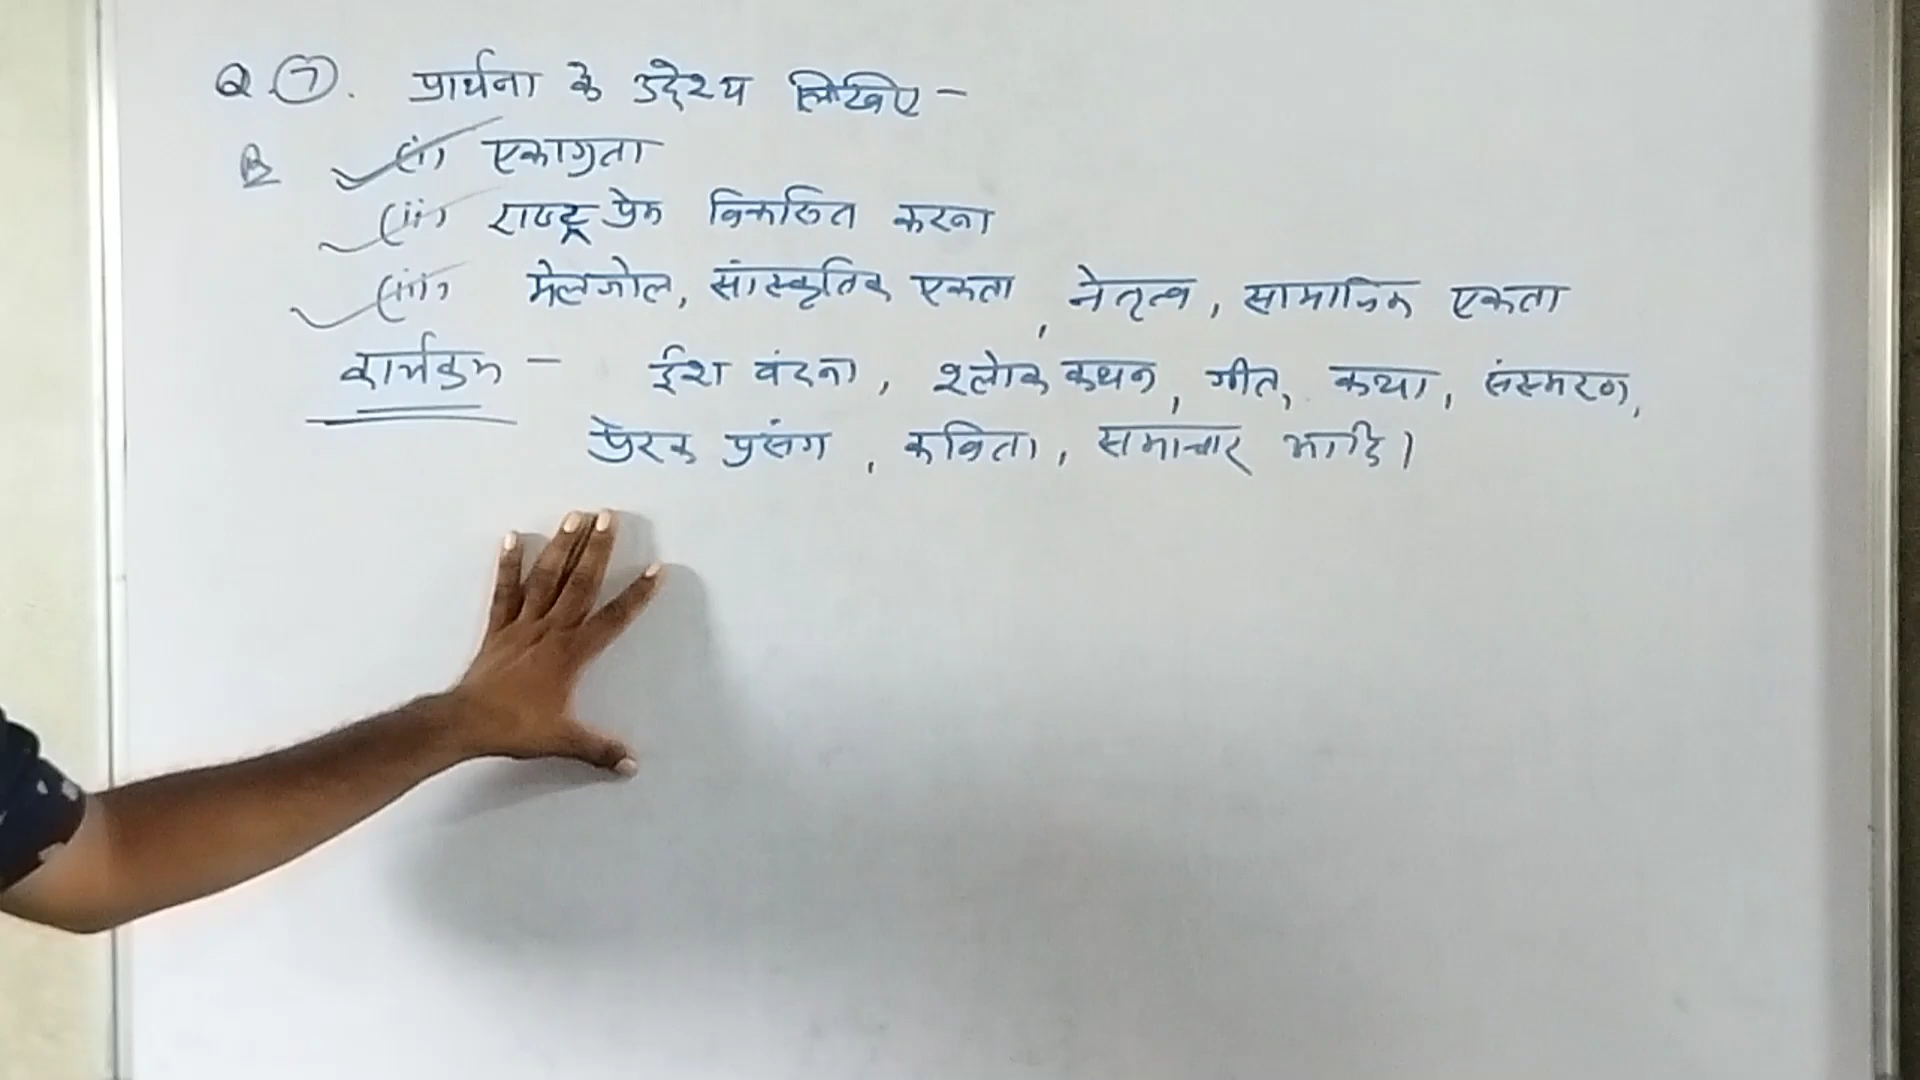 Q ⑦. प्रार्थना के उद्देश्य लिखिए -
(i) एकाग्रता
(ii) राष्ट्र प्रेम विकसित करना
(iii) मेलजोल, सांस्कृतिक एकता, नेतृत्व, सामाजिक एकता
कार्यक्रम - ईश वंदना, श्लोक कथन, गीत, कथा, संस्मरण,
प्रेरक प्रसंग, कविता, समाचार आदि।